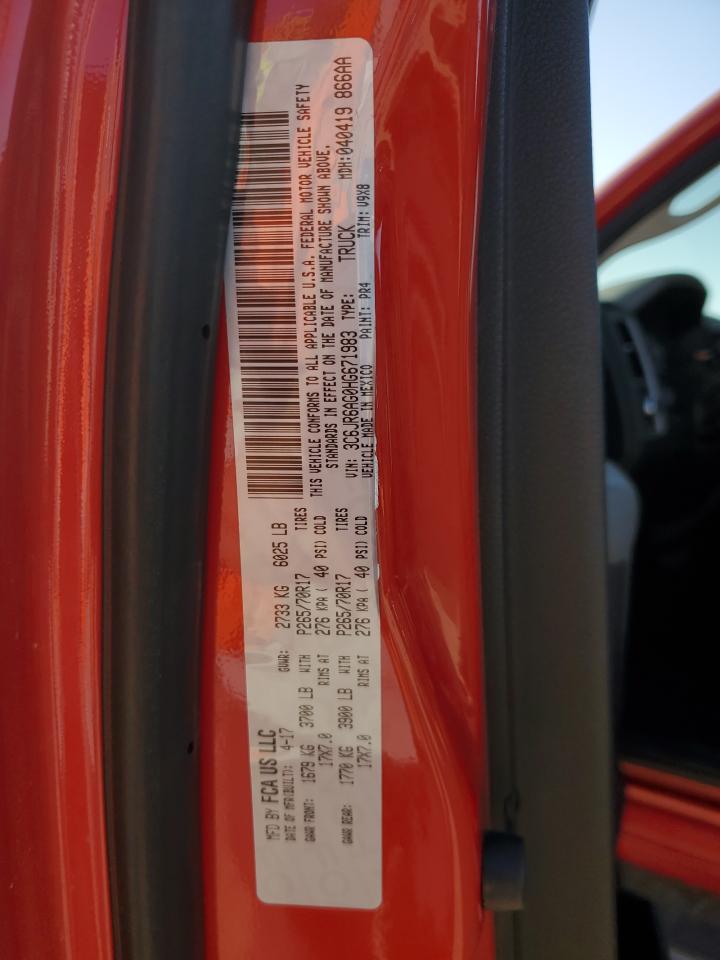 MFD BY FCA US LLC
DATE OF MFR(BUILT): 4-17 GVWR: 2733 KG 6025 LB
GAWR FRONT: 1679 KG 3700 LB WITH P265/70R17 TIRES
17X7.0 RIMS AT 276 KPA ( 40 PSI) COLD
GAWR REAR: 1770 KG 3900 LB WITH P265/70R17 TIRES
17X7.0 RIMS AT 276 KPA ( 40 PSI) COLD
THIS VEHICLE CONFORMS TO ALL APPLICABLE U.S.A. FEDERAL MOTOR VEHICLE SAFETY
STANDARDS IN EFFECT ON THE DATE OF MANUFACTURE SHOWN ABOVE.
VIN: 3C6JR6AG0HG671983 TYPE: TRUCK MDH:040419 866AA
VEHICLE MADE IN MEXICO PAINT: PR4 TRIM: V9X8